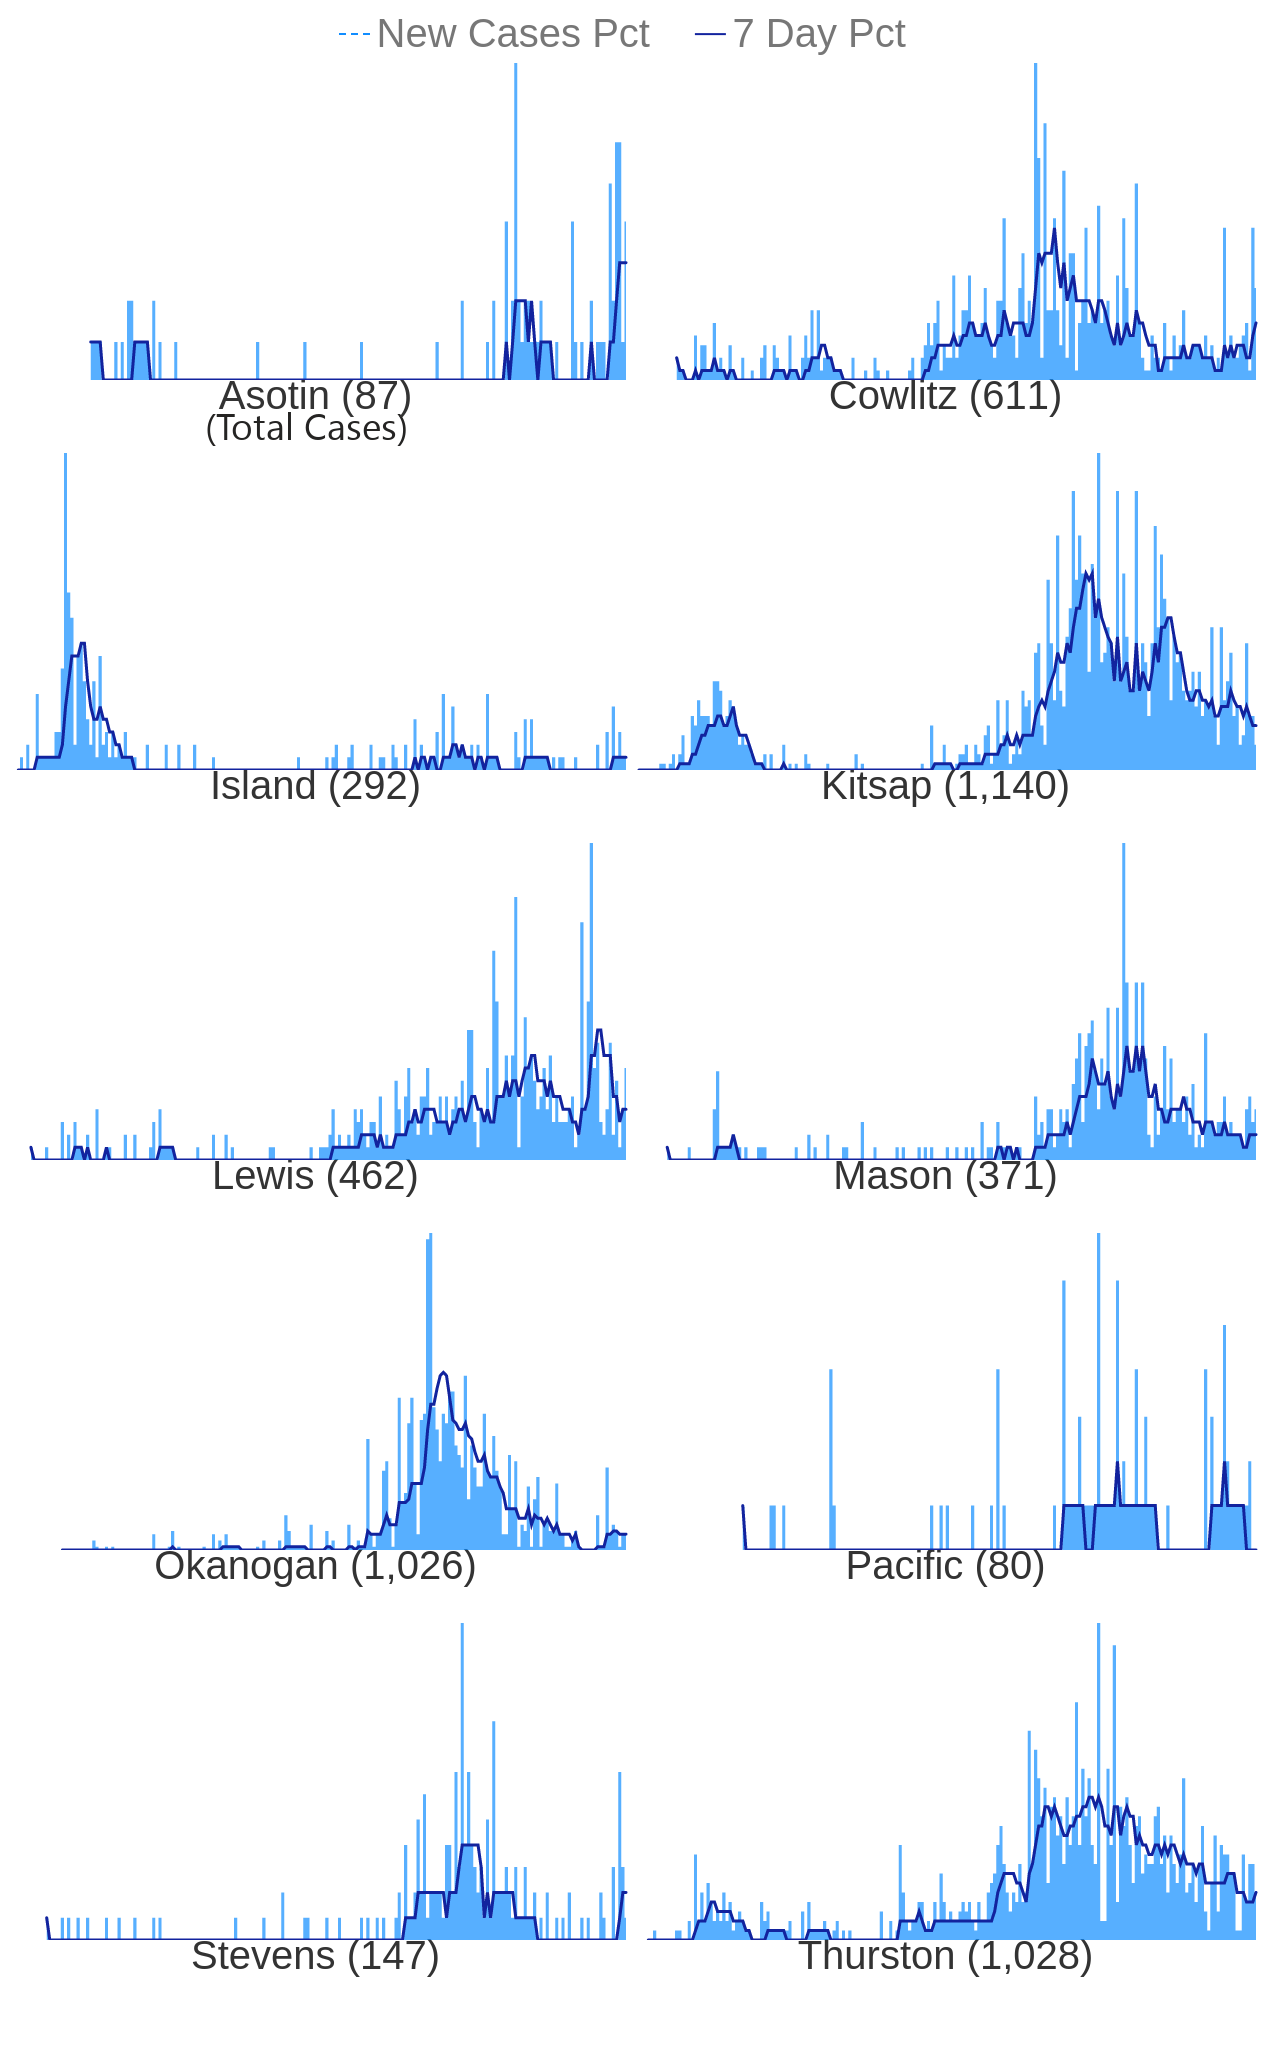 New Cases Pct 7 Day Pct
Asotin (87) Cowlitz (611)
(Total Cases)
Island (292) Kitsap (1,140)
Lewis (462) Mason (371)
Okanogan (1,026) Pacific (80)
Stevens (147) Thurston (1,028)